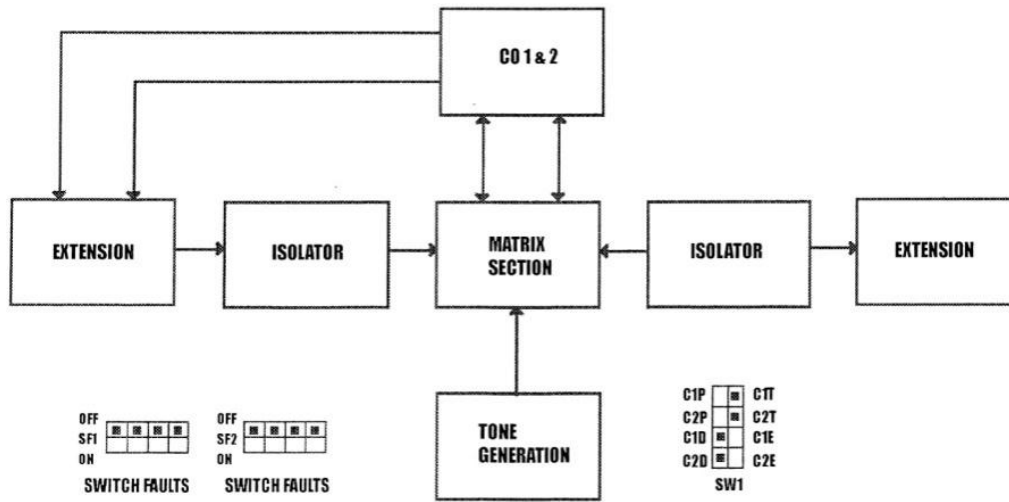 CO 1 & 2
EXTENSION
ISOLATOR
MATRIX
SECTION
ISOLATOR
EXTENSION
TONE
GENERATION
OFF
SF1
ON
SWITCH FAULTS
OFF
SF2
ON
SWITCH FAULTS
C1P C1T
C2P C2T
C1D C1E
C2D C2E
SW1